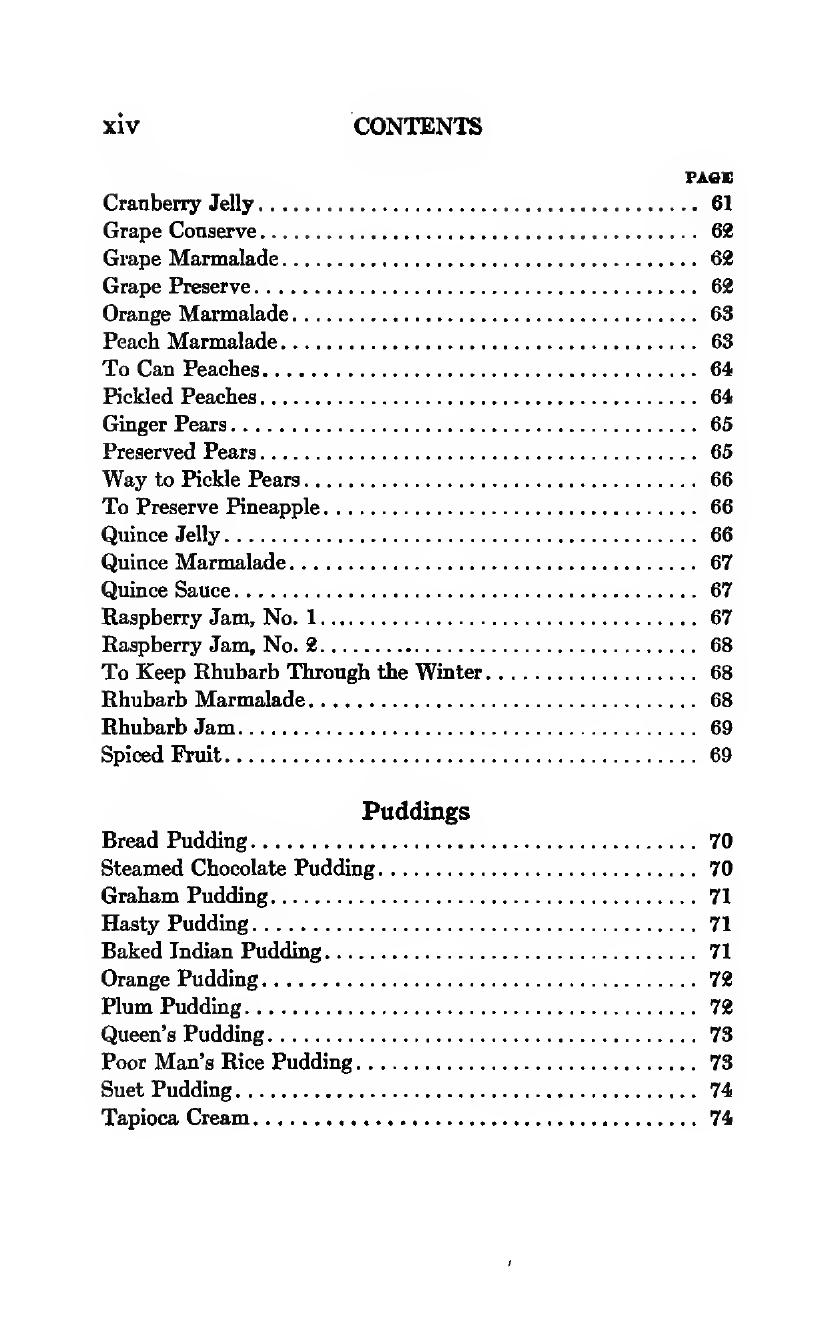 xiv CONTENTS
PAGE
Cranberry Jelly........................................ 61
Grape Conserve........................................ 62
Grape Marmalade...................................... 62
Grape Preserve........................................ 62
Orange Marmalade..................................... 63
Peach Marmalade...................................... 63
To Can Peaches....................................... 64
Pickled Peaches....................................... 64
Ginger Pears.......................................... 65
Preserved Pears....................................... 65
Way to Pickle Pears................................... 66
To Preserve Pineapple................................. 66
Quince Jelly.......................................... 66
Quince Marmalade..................................... 67
Quince Sauce.......................................... 67
Raspberry Jam, No. 1.................................. 67
Raspberry Jam, No. 2.................................. 68
To Keep Rhubarb Through the Winter................... 68
Rhubarb Marmalade................................... 68
Rhubarb Jam.......................................... 69
Spiced Fruit.......................................... 69
Puddings
Bread Pudding........................................ 70
Steamed Chocolate Pudding............................ 70
Graham Pudding...................................... 71
Hasty Pudding........................................ 71
Baked Indian Pudding................................. 71
Orange Pudding....................................... 72
Plum Pudding......................................... 72
Queen's Pudding...................................... 73
Poor Man's Rice Pudding.............................. 73
Suet Pudding.......................................... 74
Tapioca Cream........................................ 74